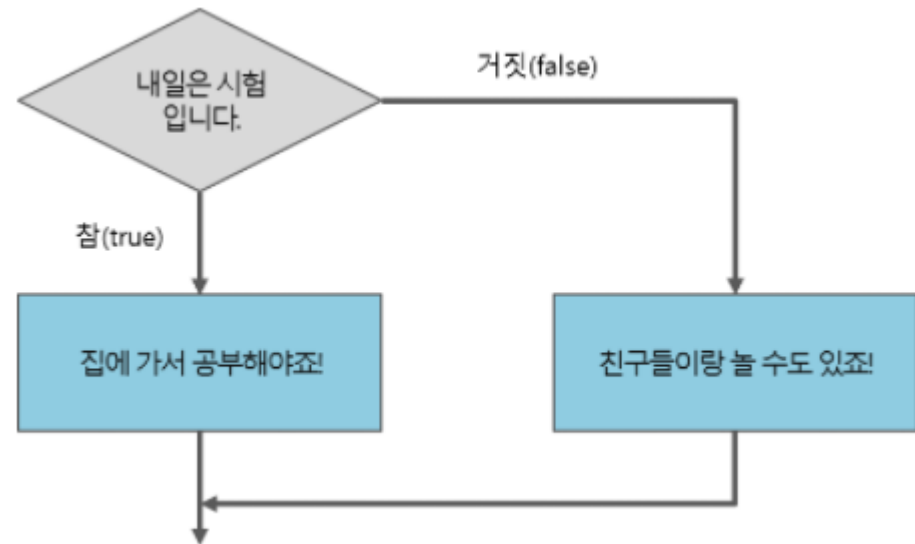 내일은 시험
입니다.
거짓(false)
참(true)
집에 가서 공부해야죠!
친구들이랑 놀 수도 있죠!